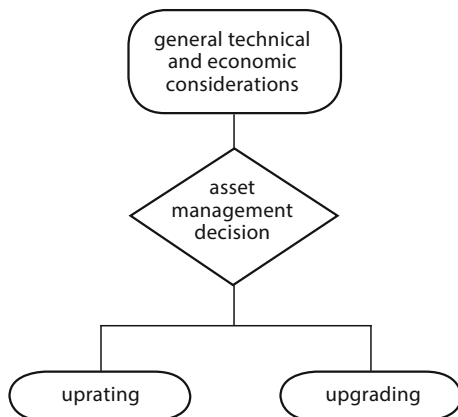 general technical
and economic
considerations
asset
management
decision
uprating
upgrading